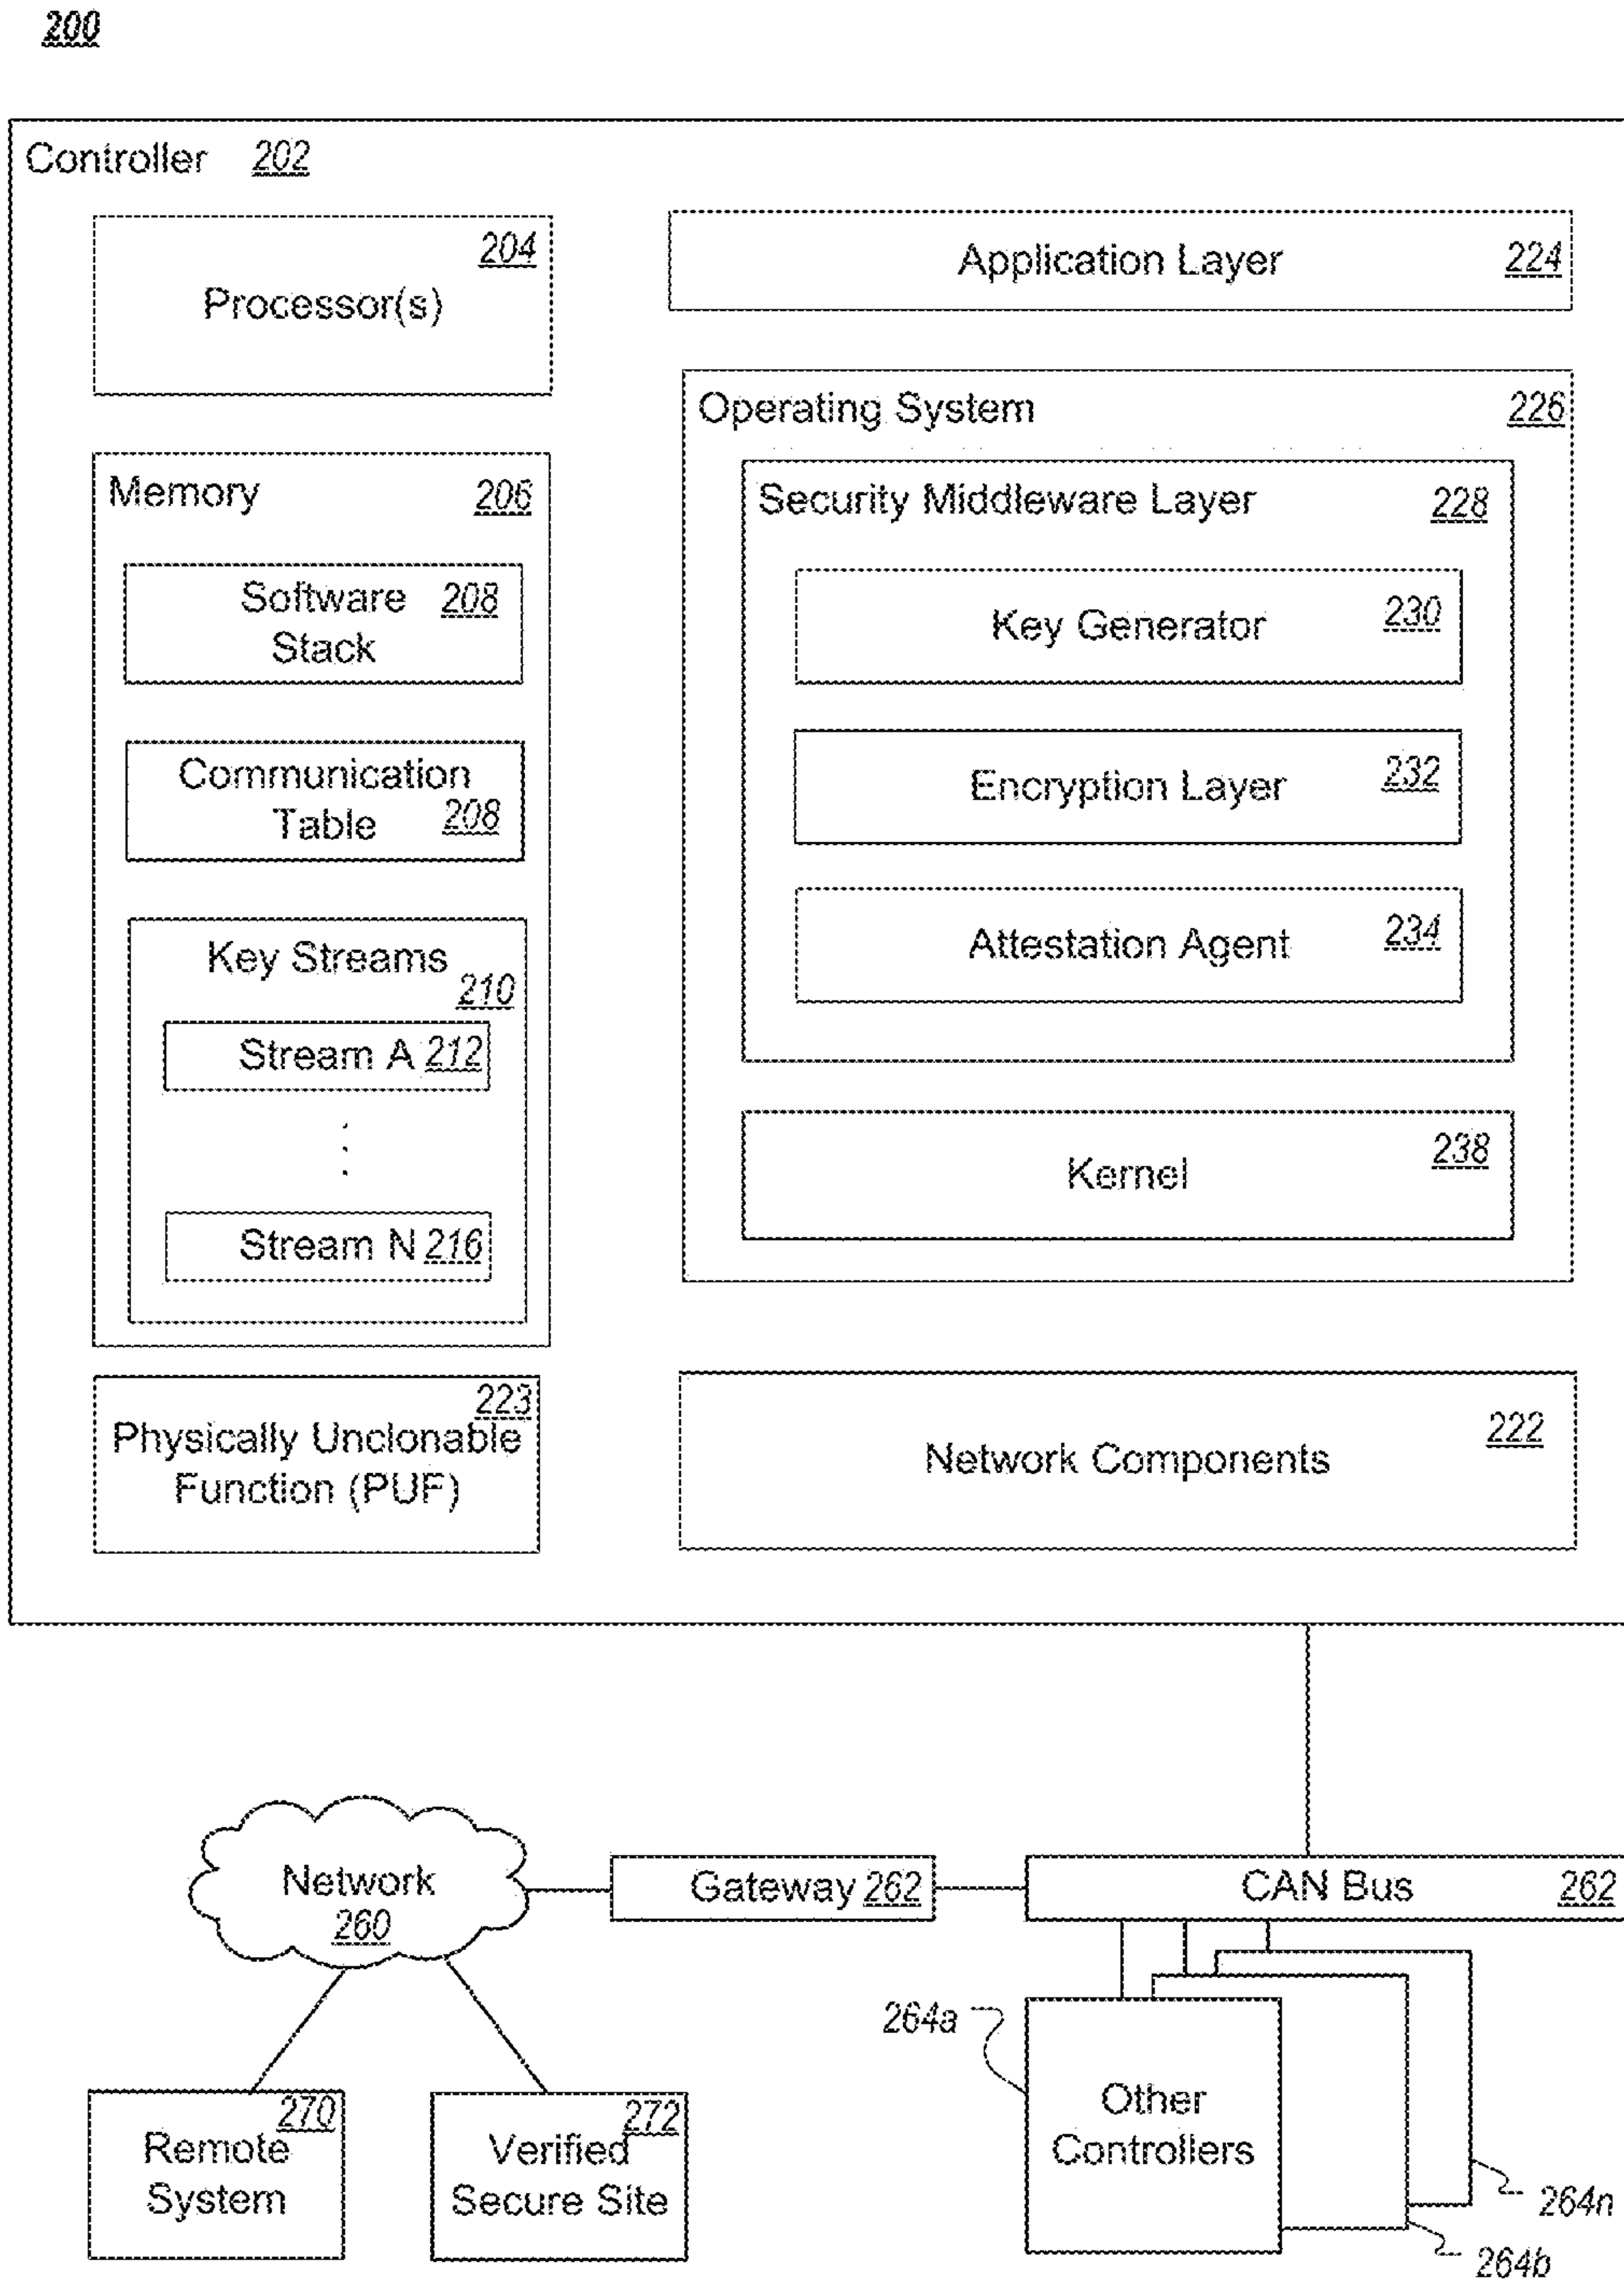 200
Controller 202
204
Processor(s)
Application Layer 224
Operating System 226
Memory 206
Security Middleware Layer 228
Software 208
Stack
Key Generator 230
Communication
Table 208
Encryption Layer 232
Key Streams
210
Attestation Agent 234
Stream A 212
Stream N 216
Kernel 238
223
Physically Unclonable
Function (PUF)
Network Components 222
Network
260
Gateway 262
CAN Bus 262
264a
Other
Controllers
264n
264b
270
Remote
System
272
Verified
Secure Site